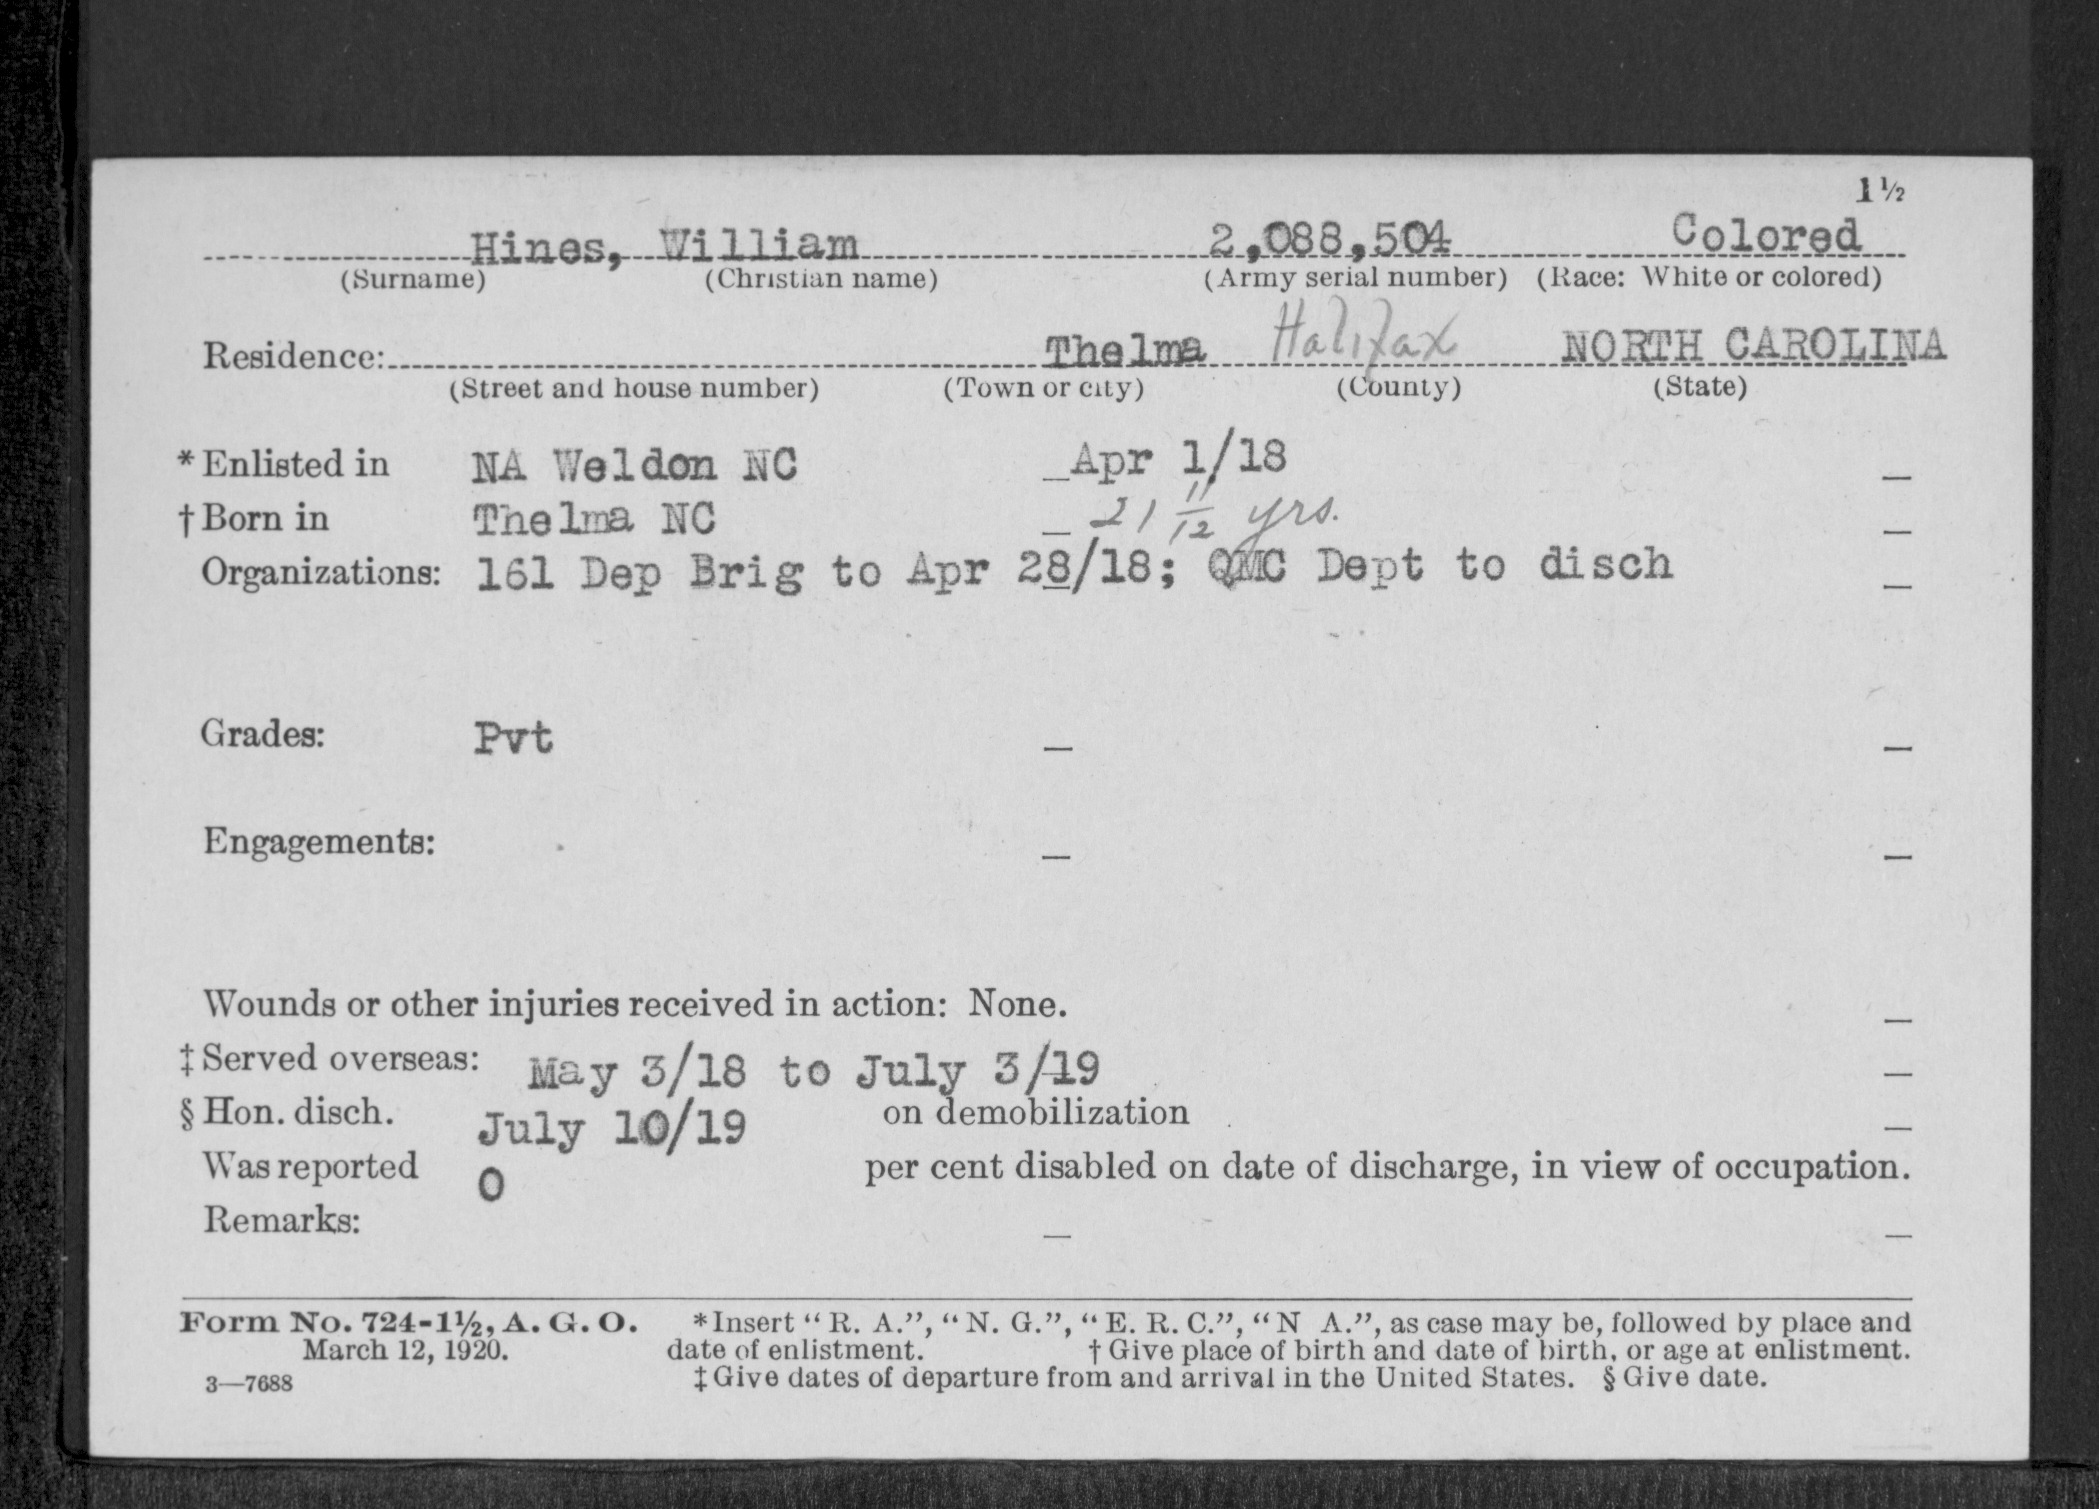 1½
Hines, William 2,088,504 Colored
(Surname) (Christian name) (Army serial number) (Race: White or colored)
Residence: Thelma Halifax NORTH CAROLINA
(Street and house number) (Town or city) (County) (State)
* Enlisted in NA Weldon NC Apr 1/18
† Born in Thelma NC 21 11/12 yrs.
Organizations: 161 Dep Brig to Apr 28/18; QMC Dept to disch
Grades: Pvt
Engagements:
Wounds or other injuries received in action: None.
‡ Served overseas: May 3/18 to July 3/19
§ Hon. disch. July 10/19 on demobilization
Was reported 0 per cent disabled on date of discharge, in view of occupation.
Remarks:
Form No. 724-1½, A. G. O. *Insert "R. A.", "N. G.", "E. R. C.", "N A.", as case may be, followed by place and
March 12, 1920. date of enlistment. † Give place of birth and date of birth, or age at enlistment.
3—7688 ‡ Give dates of departure from and arrival in the United States. § Give date.